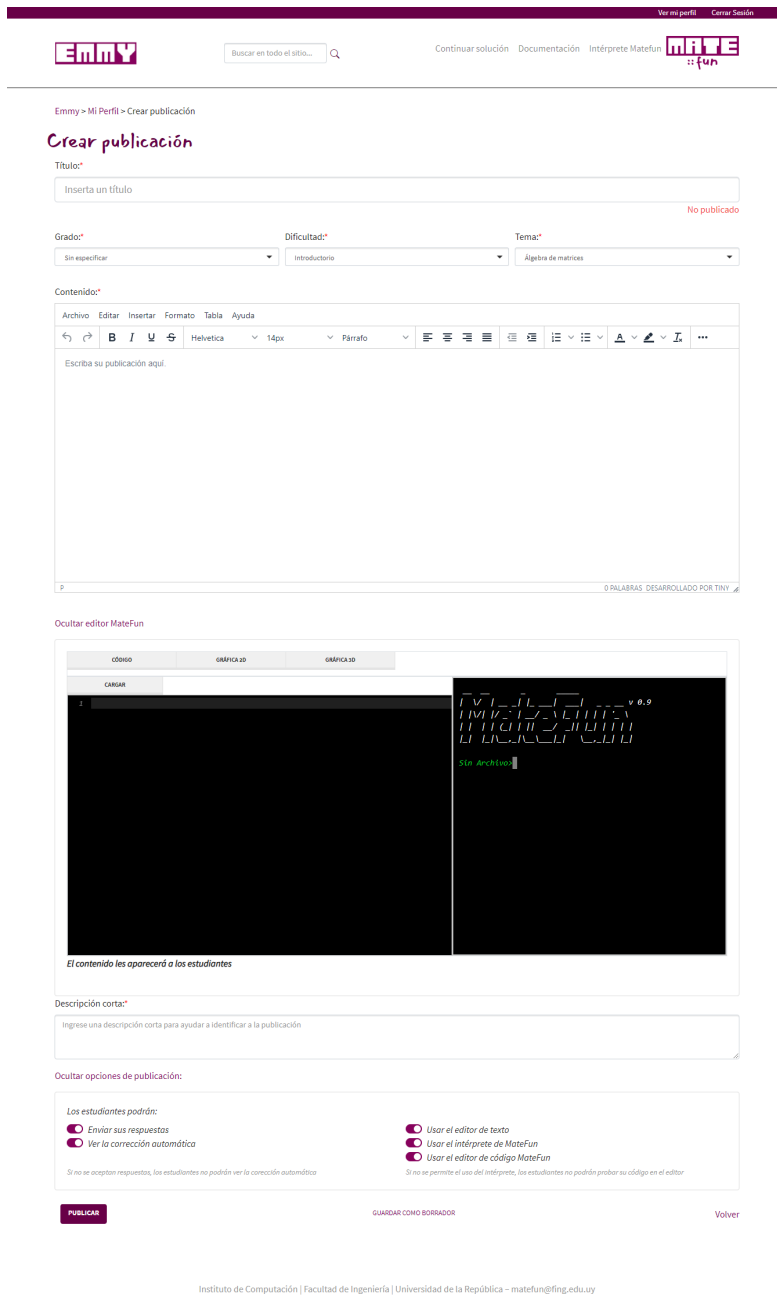 Ver mi perfil Cerrar Sesión
EMMY Buscar en todo el sitio... Continuar solución Documentación Intérprete Matefun MATE
::fun
Emmy > Mi Perfil > Crear publicación
Crear publicación
Título:*
Inserta un título
No publicado
Grado:* Dificultad:* Tema:*
Sin especificar Introductorio Álgebra de matrices
Contenido:*
Archivo Editar Insertar Formato Tabla Ayuda
B I U S Helvetica 14px Párrafo A
Escriba su publicación aquí.
P 0 PALABRAS DESARROLLADO POR TINY
Ocultar editor MateFun
CÓDIGO GRÁFICA 2D GRÁFICA 3D
CARGAR
1
MateFun v 0.9
Sin Archivo>
El contenido les aparecerá a los estudiantes
Descripción corta:*
Ingrese una descripción corta para ayudar a identificar a la publicación
Ocultar opciones de publicación:
Los estudiantes podrán:
Enviar sus respuestas Usar el editor de texto
Ver la corrección automática Usar el intérprete de MateFun
Usar el editor de código MateFun
Si no se aceptan respuestas, los estudiantes no podrán ver la corección automática Si no se permite el uso del intérprete, los estudiantes no podrán probar su código en el editor
PUBLICAR GUARDAR COMO BORRADOR Volver
Instituto de Computación | Facultad de Ingeniería | Universidad de la República – matefun@fing.edu.uy